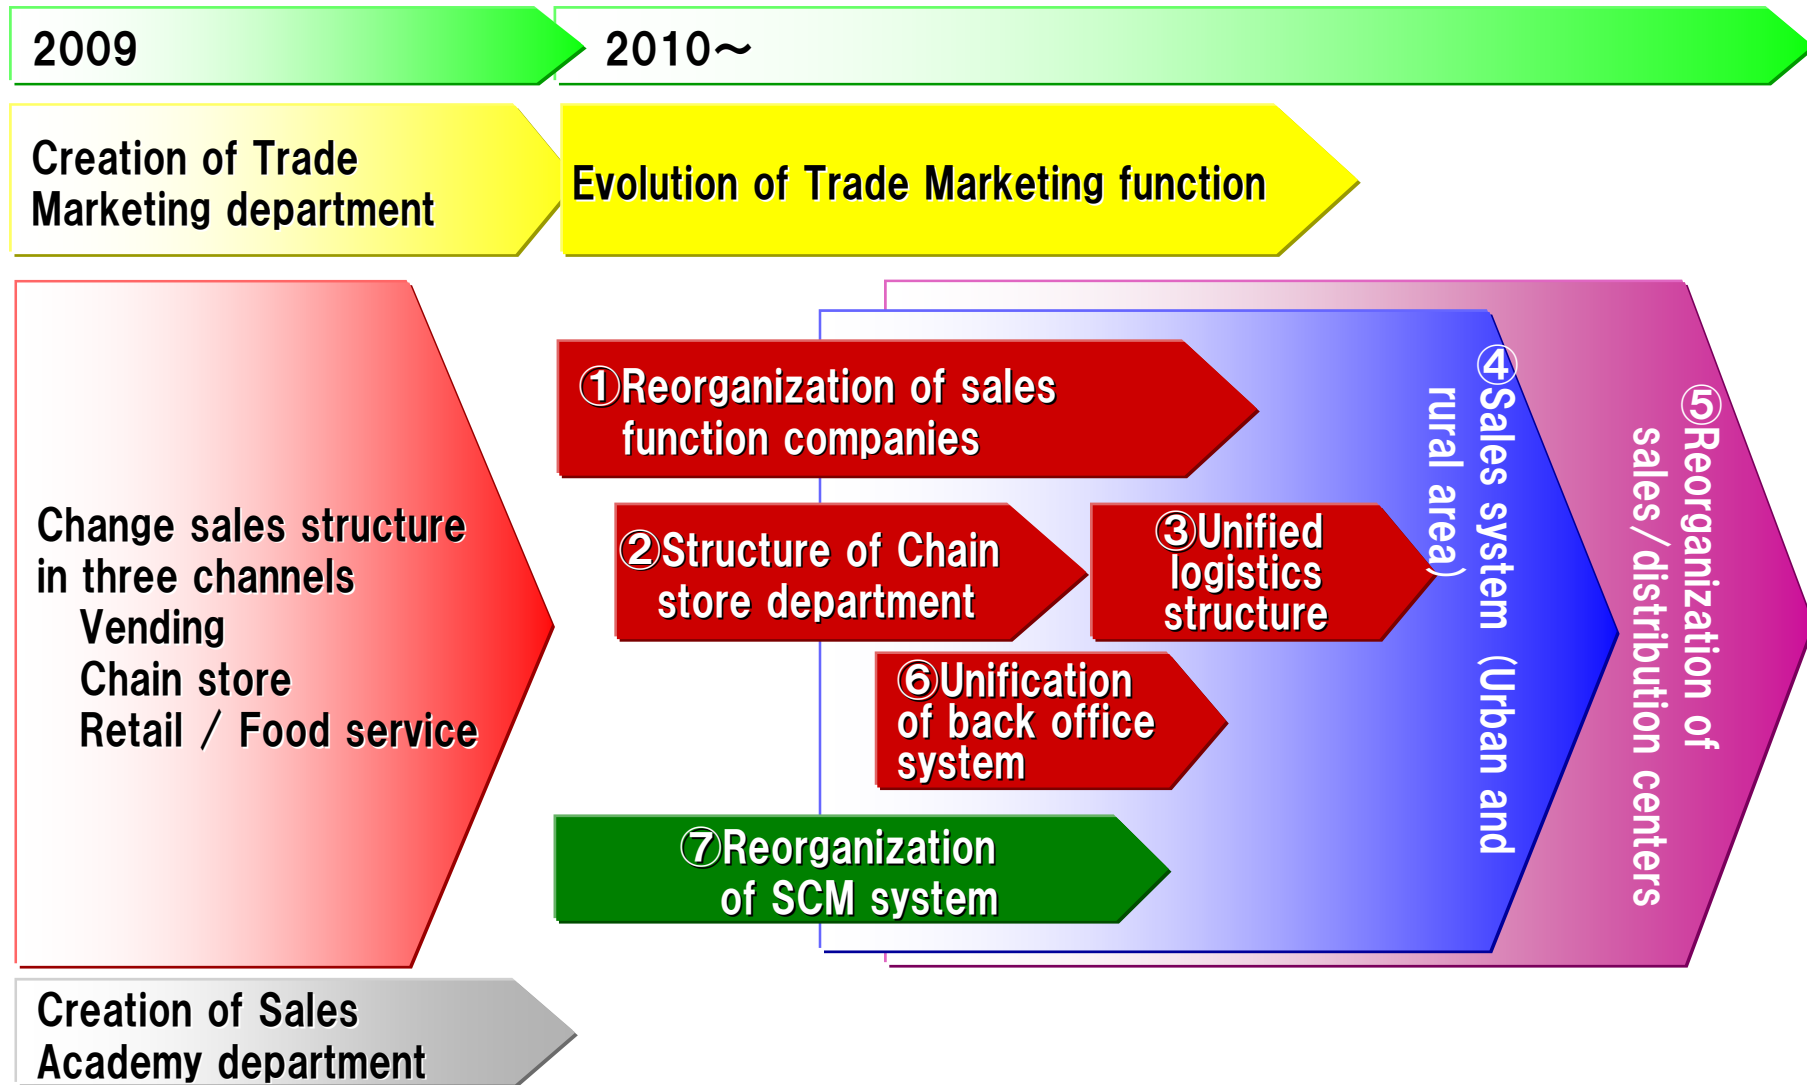 2009
2010～
Creation of Trade
Marketing department
Evolution of Trade Marketing function
Change sales structure
in three channels
Vending
Chain store
Retail / Food service
①Reorganization of sales
function companies
②Structure of Chain
store department
③Unified
logistics
structure
④Sales system (Urban and
rural area)
⑤Reorganization of
sales/distribution centers
⑥Unification
of back office
system
⑦Reorganization
of SCM system
Creation of Sales
Academy department